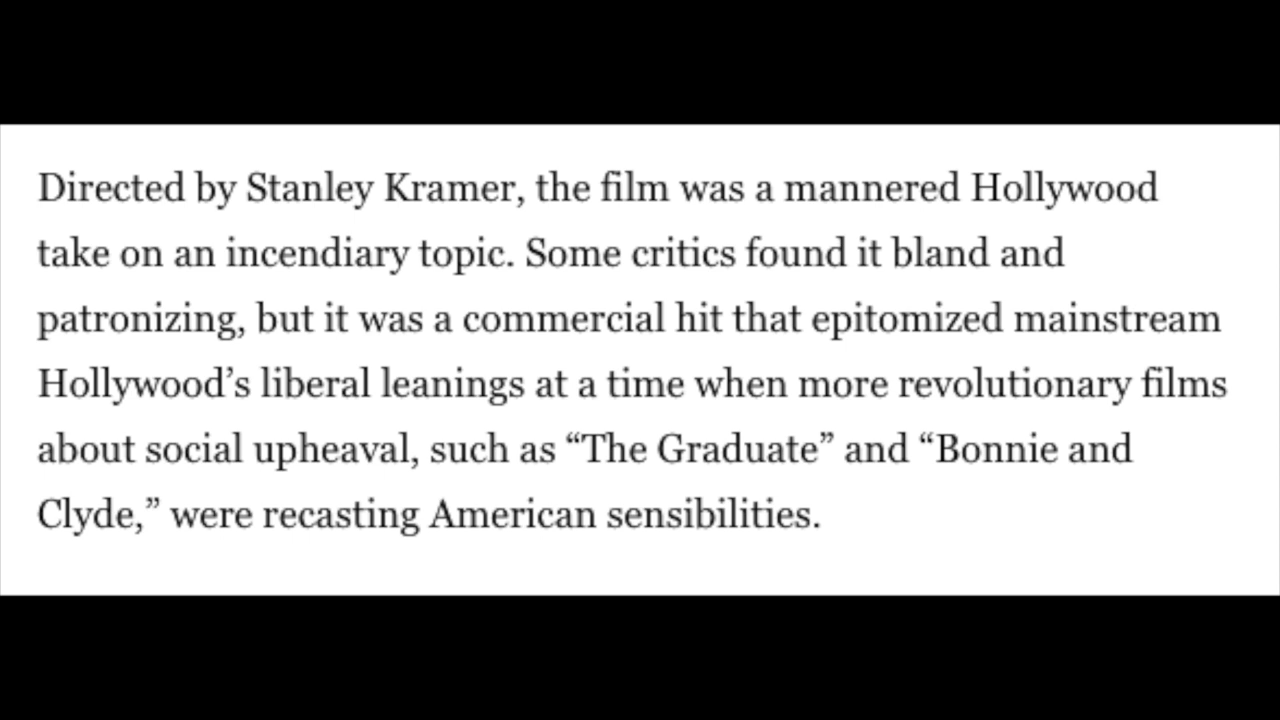 Directed by Stanley Kramer, the film was a mannered Hollywood
take on an incendiary topic. Some critics found it bland and
patronizing, but it was a commercial hit that epitomized mainstream
Hollywood’s liberal leanings at a time when more revolutionary films
about social upheaval, such as “The Graduate” and “Bonnie and
Clyde,” were recasting American sensibilities.